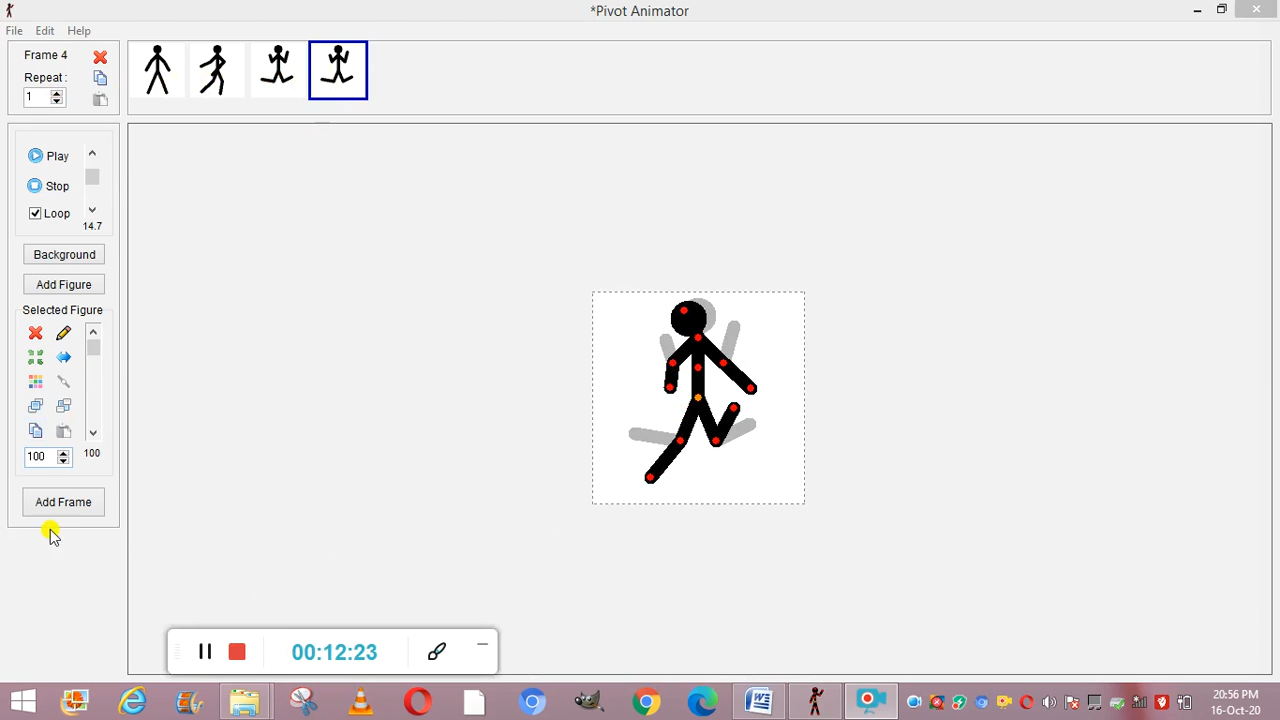 *Pivot Animator
File Edit Help
Frame 4
Repeat :
1
Play
Stop
Loop
14.7
Background
Add Figure
Selected Figure
100
100
Add Frame
00:12:23
20:56 PM
16-Oct-20